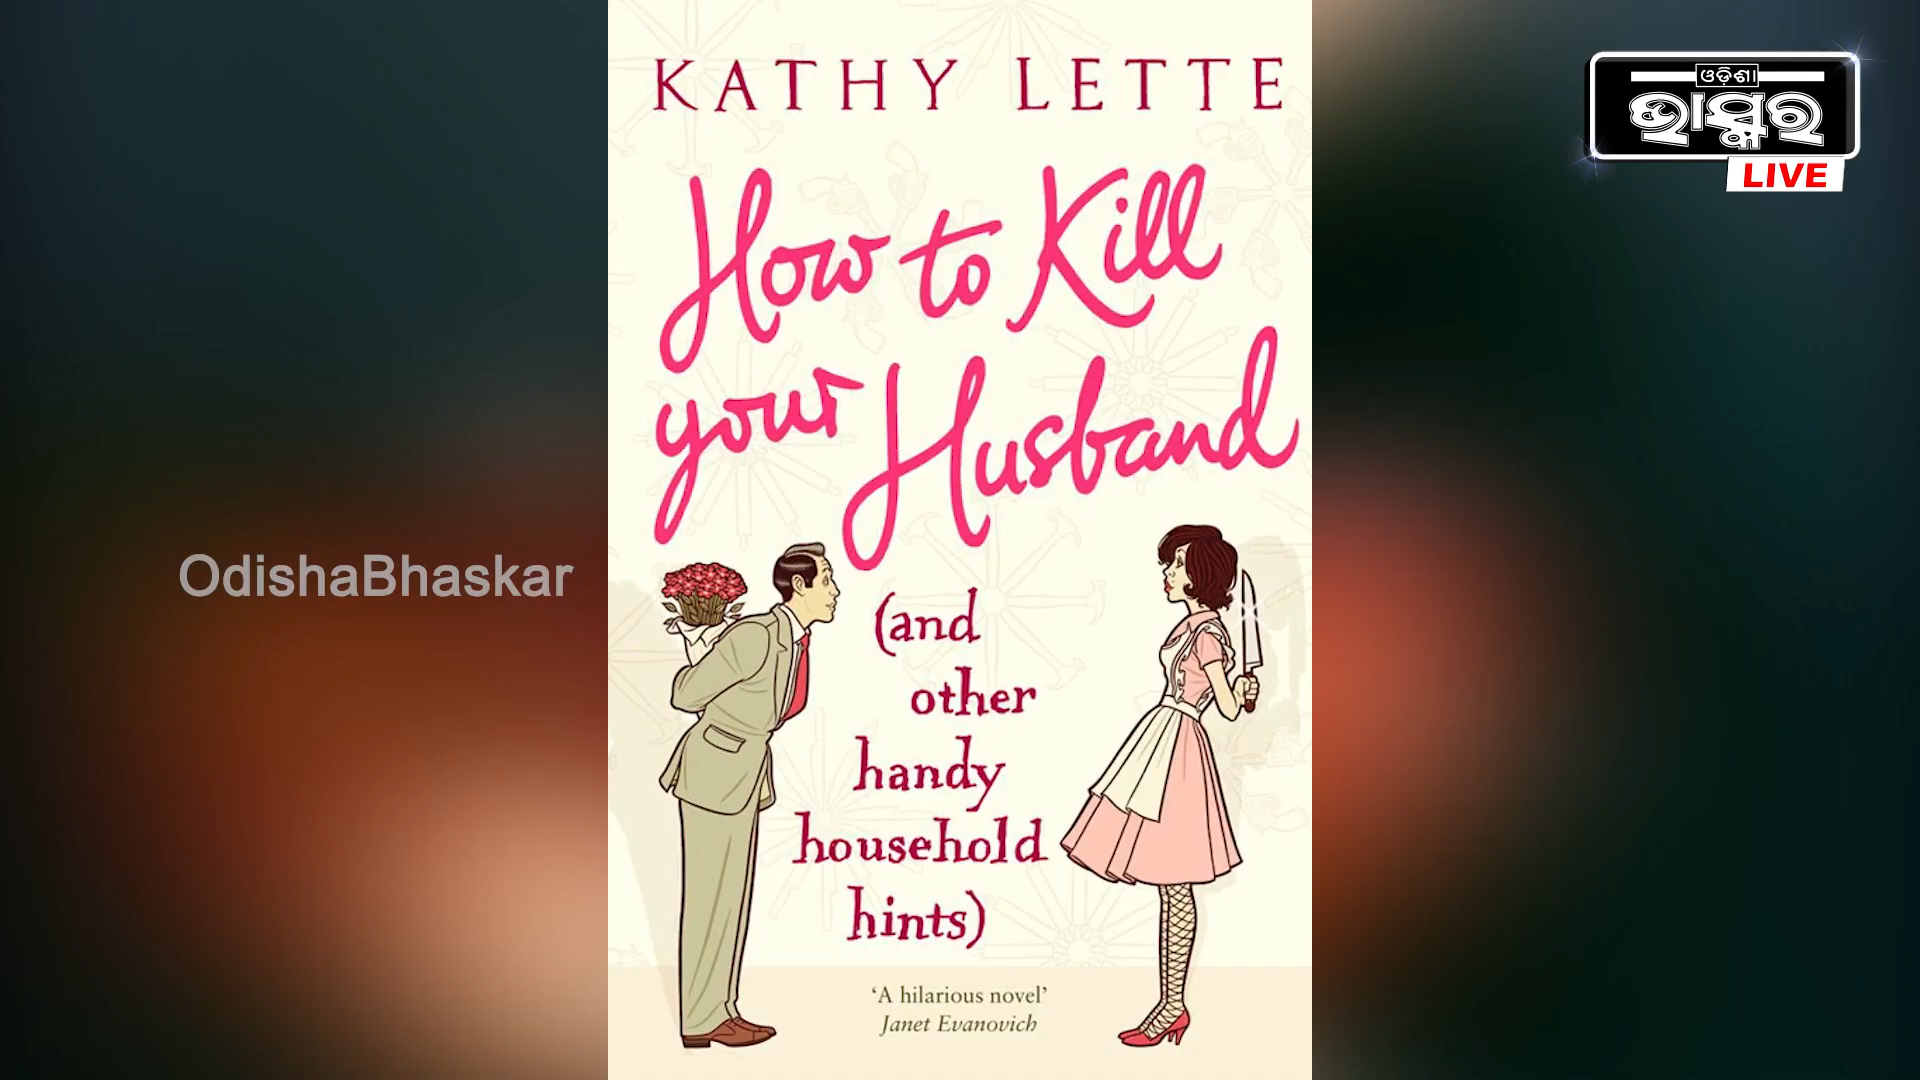 KATHY LETTE
How to Kill
your Husband
(and
other
handy
household
hints)
‘A hilarious novel’
Janet Evanovich
OdishaBhaskar
ଓଡ଼ିଶା
ଭାସ୍କର
LIVE